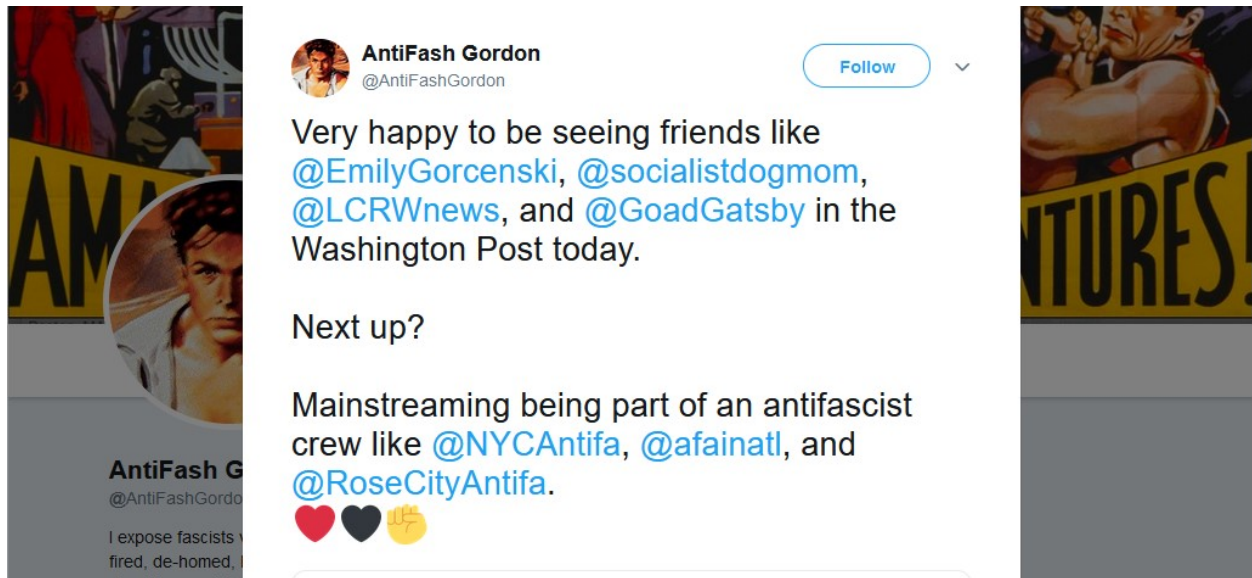 AntiFash Gordon
@AntiFashGordon
Follow
Very happy to be seeing friends like
@EmilyGorcenski, @socialistdogmom,
@LCRWnews, and @GoadGatsby in the
Washington Post today.
Next up?
Mainstreaming being part of an antifascist
crew like @NYCAntifa, @afainatl, and
@RoseCityAntifa.
AM
NTURES!
AntiFash G
@AntiFashGordo
I expose fascists
fired, de-homed,